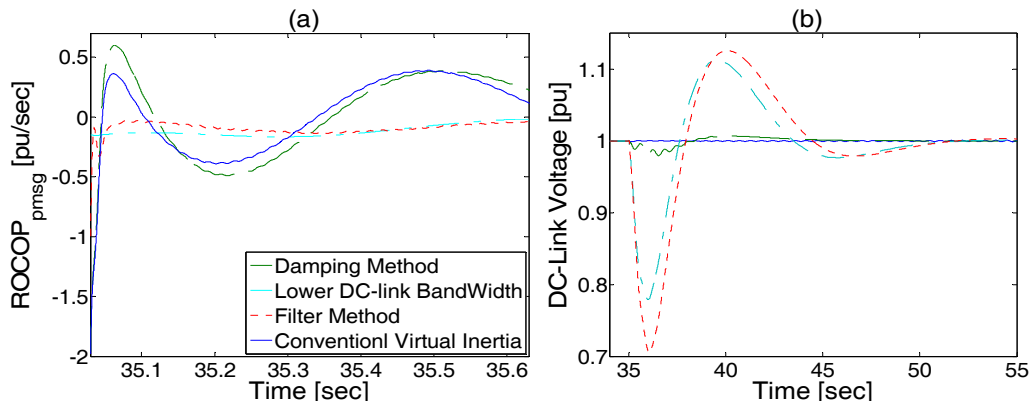 (a)
ROCOP pmsg [pu/sec]
0.5
0
-0.5
-1
-1.5
-2
Damping Method
Lower DC-link BandWidth
Filter Method
Conventionl Virtual Inertia
35.1
35.2
35.3
35.4
35.5
35.6
Time [sec]
(b)
DC-Link Voltage [pu]
1.1
1
0.9
0.8
0.7
35
40
45
50
55
Time [sec]